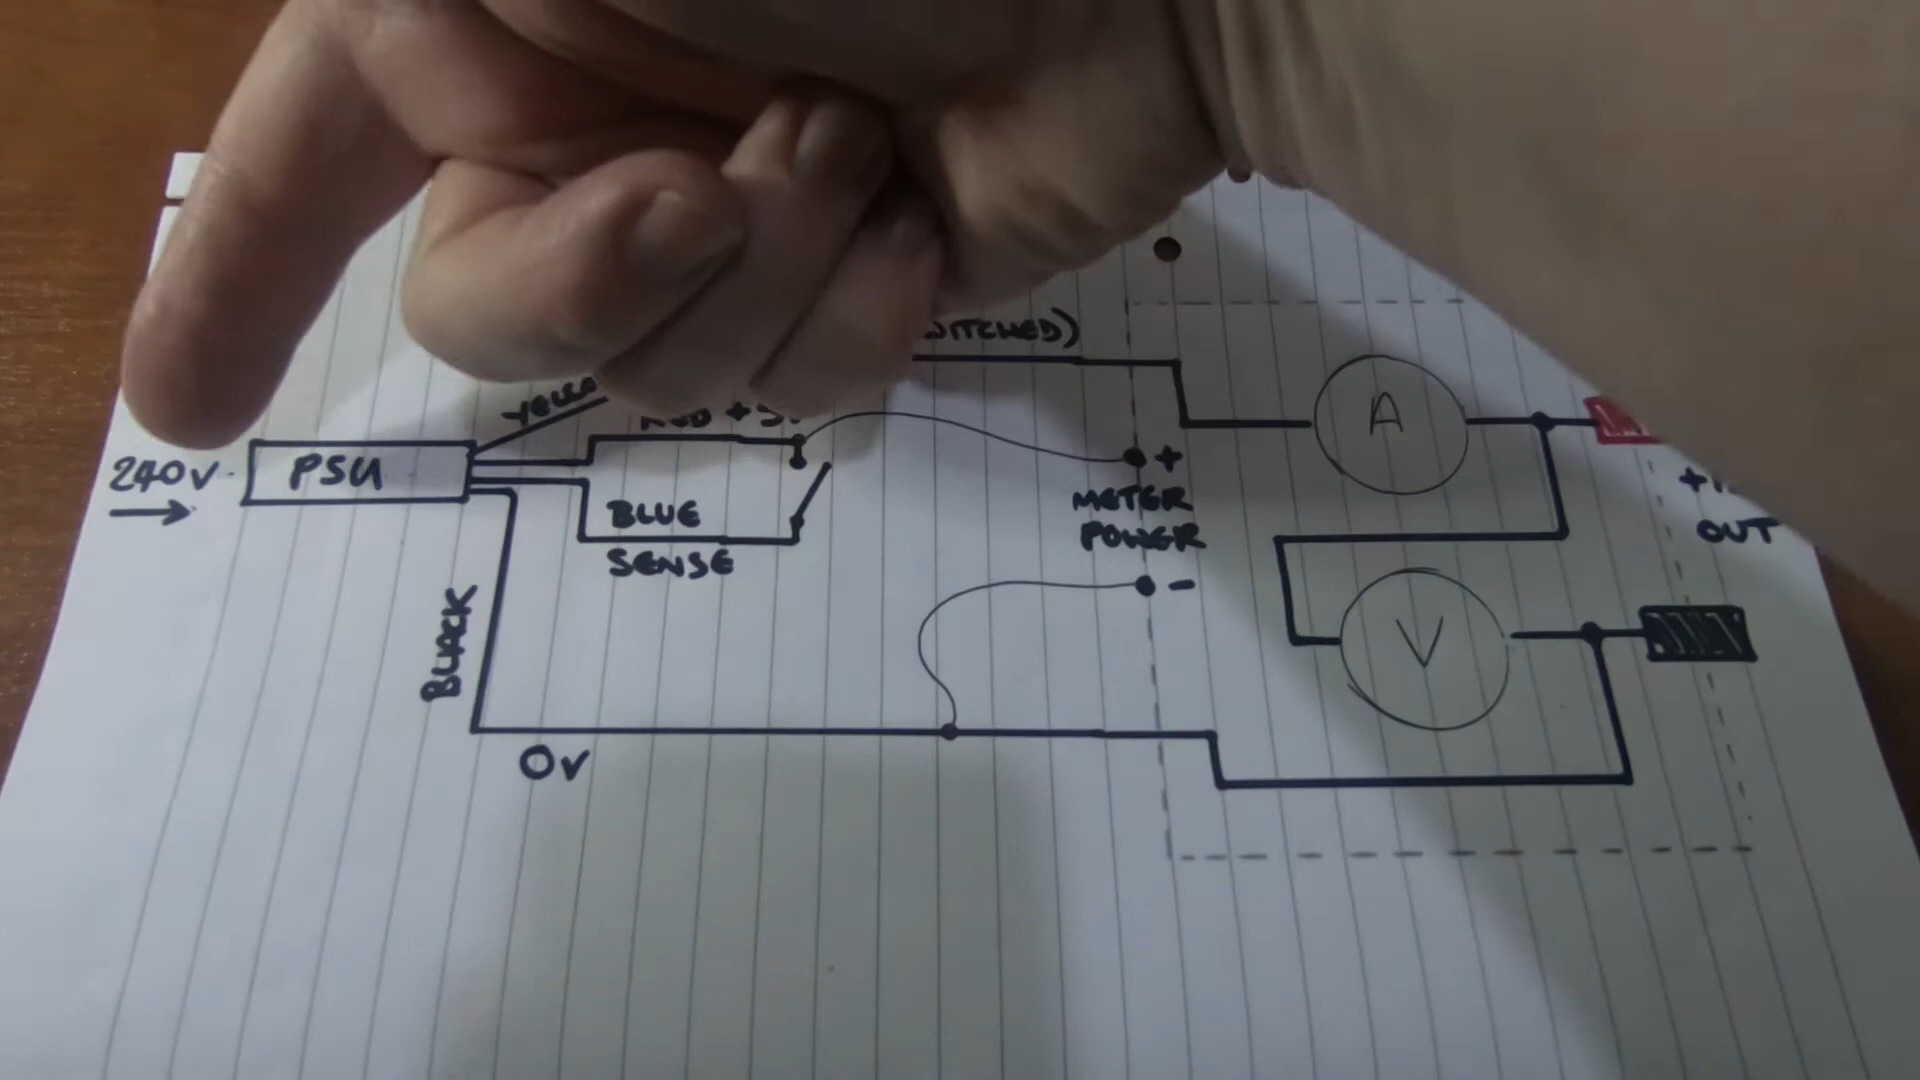 240V
PSU
BLUE
SENSE
BLACK
0V
+
METER
POWER
-
A
V
OUT